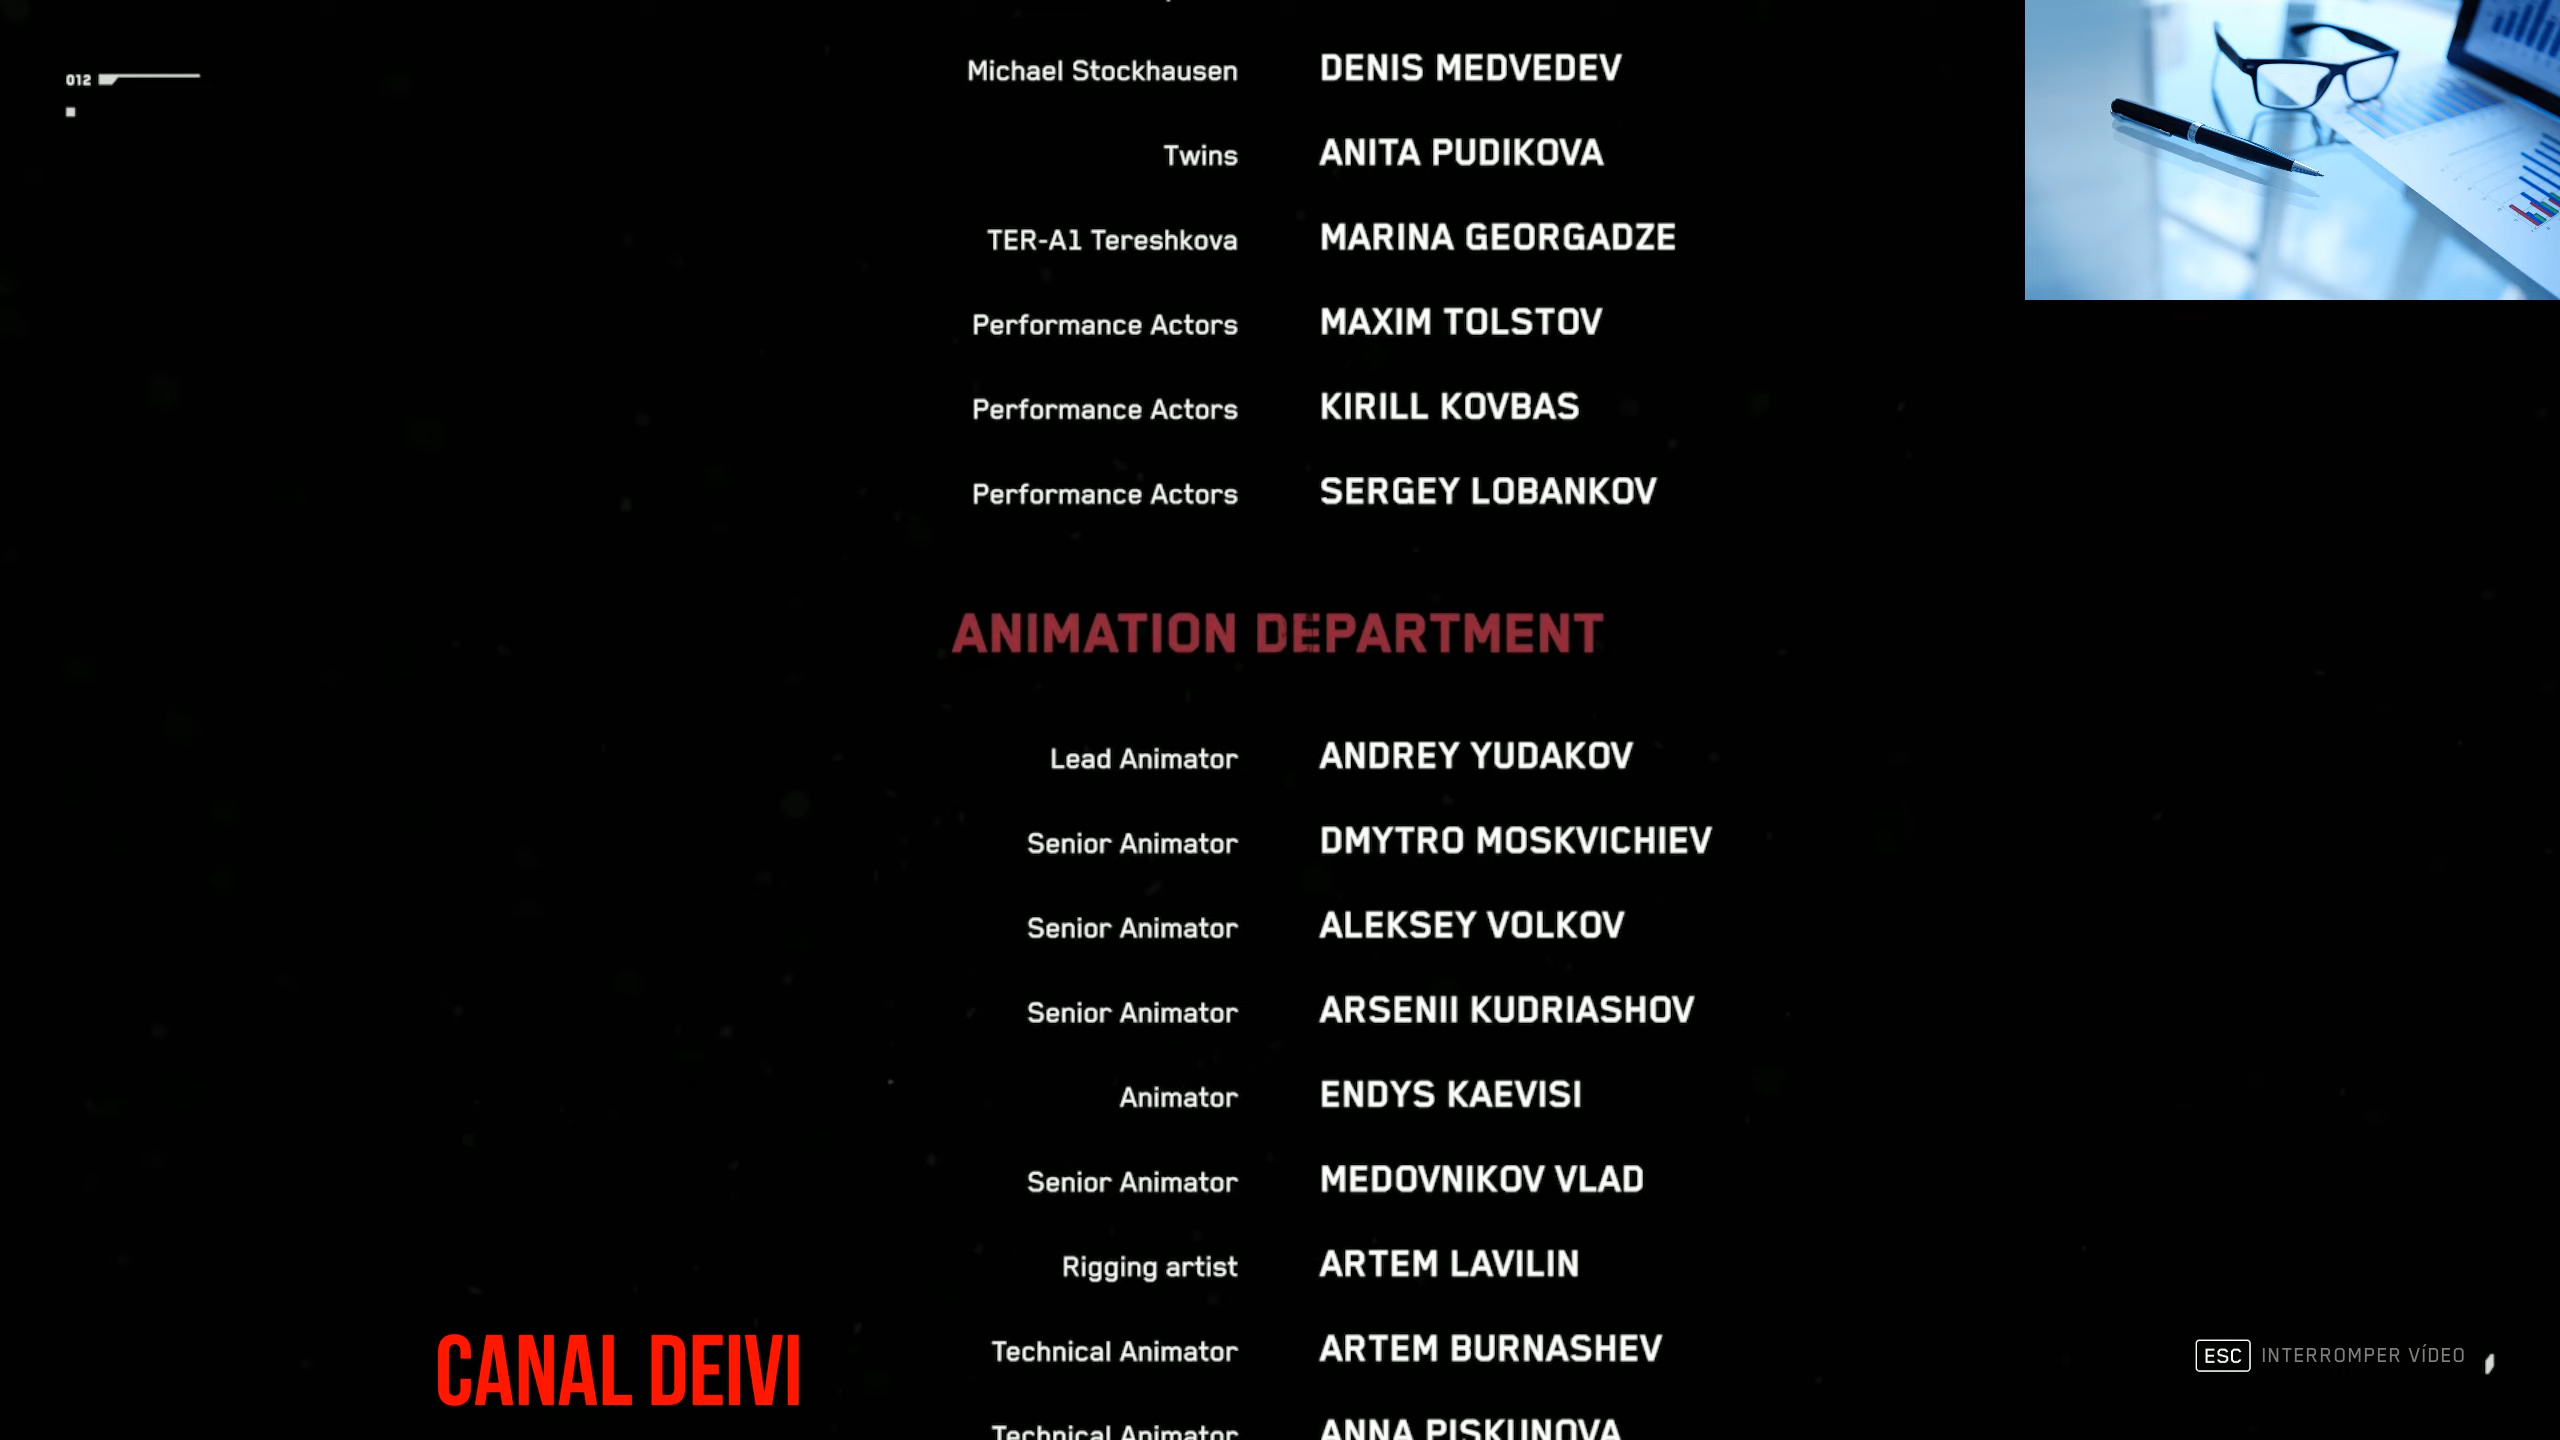 012
Michael Stockhausen DENIS MEDVEDEV
Twins ANITA PUDIKOVA
TER-A1 Tereshkova MARINA GEORGADZE
Performance Actors MAXIM TOLSTOV
Performance Actors KIRILL KOVBAS
Performance Actors SERGEY LOBANKOV
ANIMATION DEPARTMENT
Lead Animator ANDREY YUDAKOV
Senior Animator DMYTRO MOSKVICHIEV
Senior Animator ALEKSEY VOLKOV
Senior Animator ARSENII KUDRIASHOV
Animator ENDYS KAEVISI
Senior Animator MEDOVNIKOV VLAD
Rigging artist ARTEM LAVILIN
Technical Animator ARTEM BURNASHEV
Technical Animator ANNA PISKUNOVA
CANAL DEIVI
ESC INTERROMPER VÍDEO